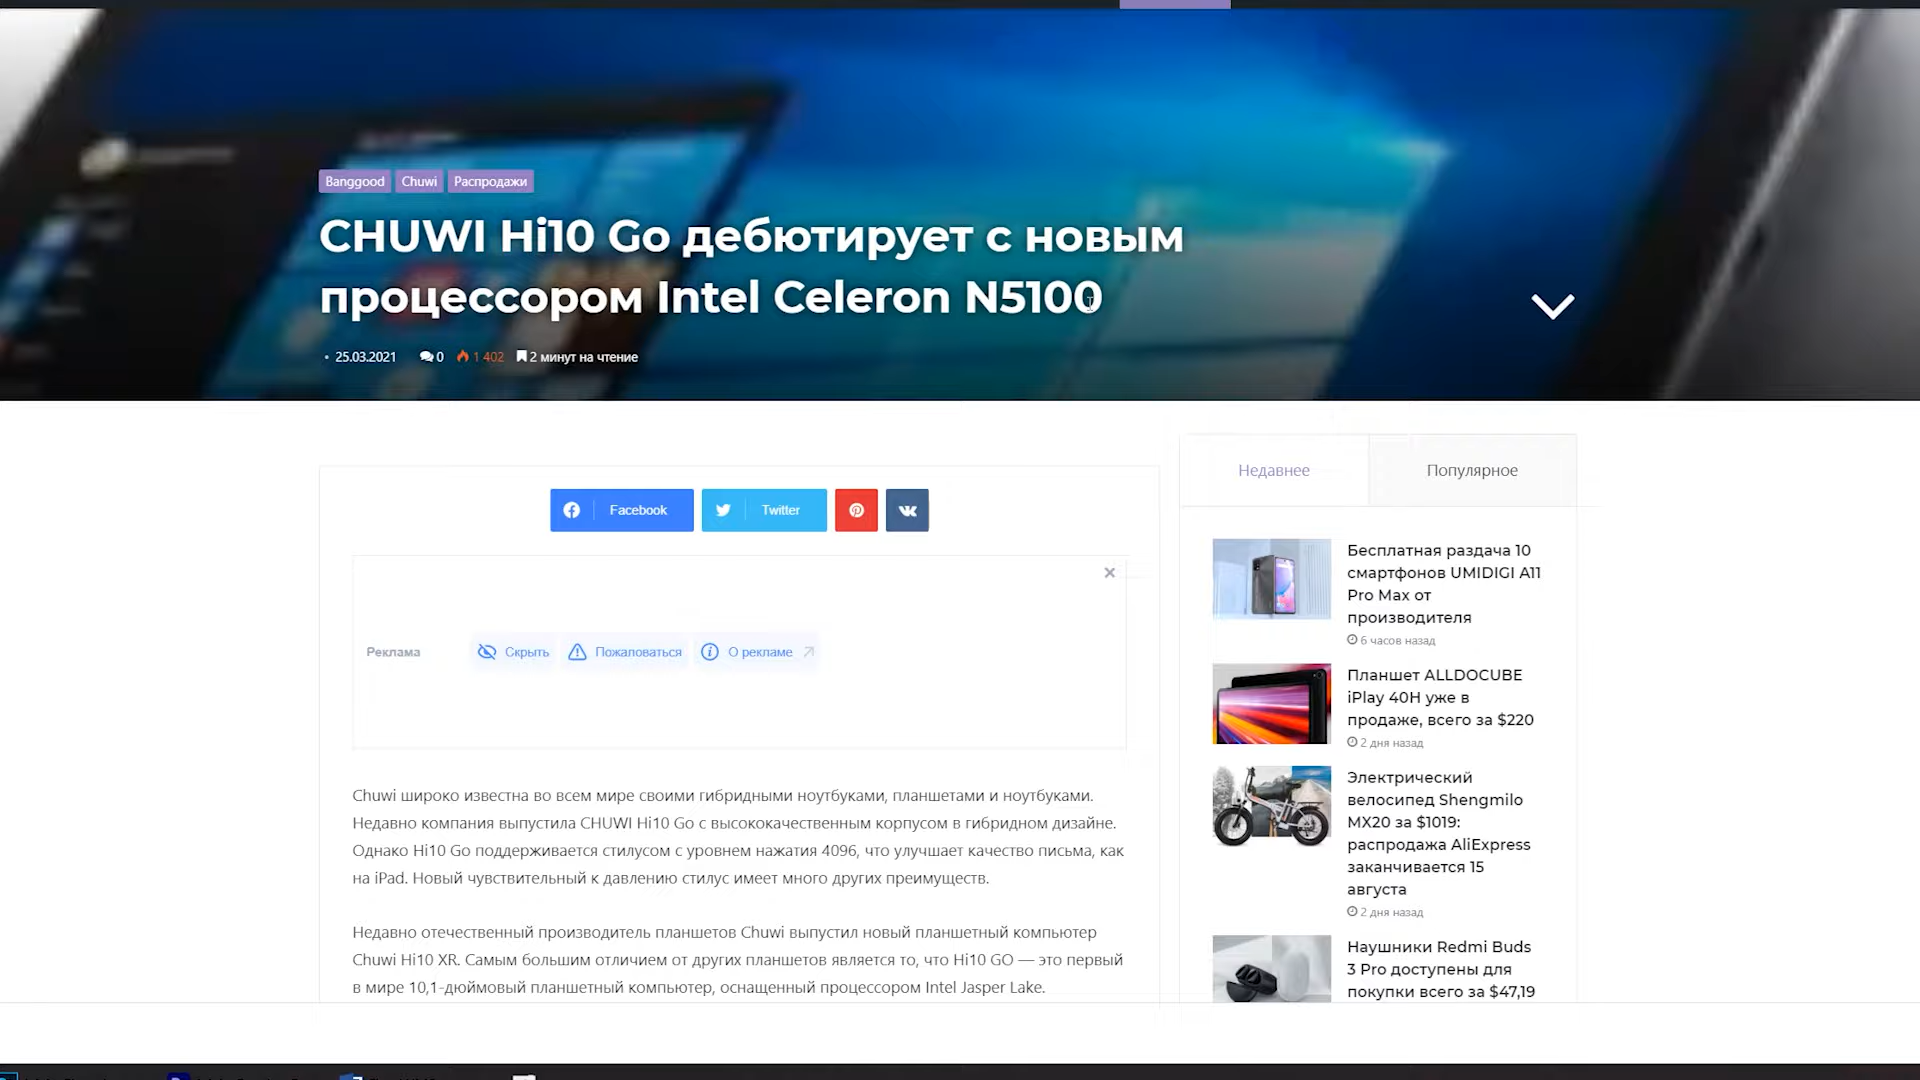 Banggood Chuwi Распродажи
CHUWI Hi10 Go дебютирует с новым
процессором Intel Celeron N5100
25.03.2021 0 1 402 2 минут на чтение
Facebook Twitter
Реклама Скрыть Пожаловаться О рекламе
Chuwi широко известна во всем мире своими гибридными ноутбуками, планшетами и ноутбуками.
Недавно компания выпустила CHUWI Hi10 Go с высококачественным корпусом в гибридном дизайне.
Однако Hi10 Go поддерживается стилусом с уровнем нажатия 4096, что улучшает качество письма, как
на iPad. Новый чувствительный к давлению стилус имеет много других преимуществ.
Недавно отечественный производитель планшетов Chuwi выпустил новый планшетный компьютер
Chuwi Hi10 XR. Самым большим отличием от других планшетов является то, что Hi10 GO — это первый
в мире 10,1-дюймовый планшетный компьютер, оснащенный процессором Intel Jasper Lake.
Недавнее Популярное
Бесплатная раздача 10
смартфонов UMIDIGI A11
Pro Max от
производителя
6 часов назад
Планшет ALLDOCUBE
iPlay 40H уже в
продаже, всего за $220
2 дня назад
Электрический
велосипед Shengmilo
MX20 за $1019:
распродажа AliExpress
заканчивается 15
августа
2 дня назад
Наушники Redmi Buds
3 Pro доступны для
покупки всего за $47,19